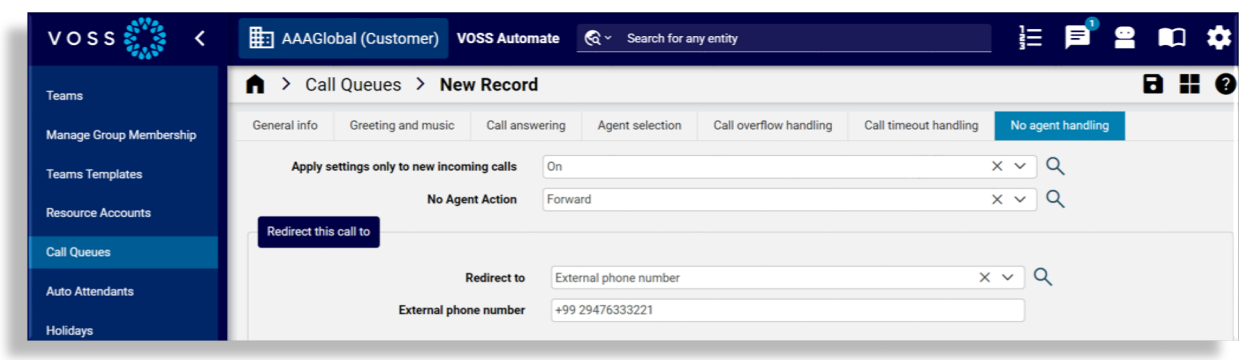 VOSS
AAAGlobal (Customer) VOSS Automate Search for any entity
1
Teams
Manage Group Membership
Teams Templates
Resource Accounts
Call Queues
Auto Attendants
Holidays
Call Queues > New Record
General info Greeting and music Call answering Agent selection Call overflow handling Call timeout handling No agent handling
Apply settings only to new incoming calls On
No Agent Action Forward
Redirect this call to
Redirect to External phone number
External phone number +99 29476333221